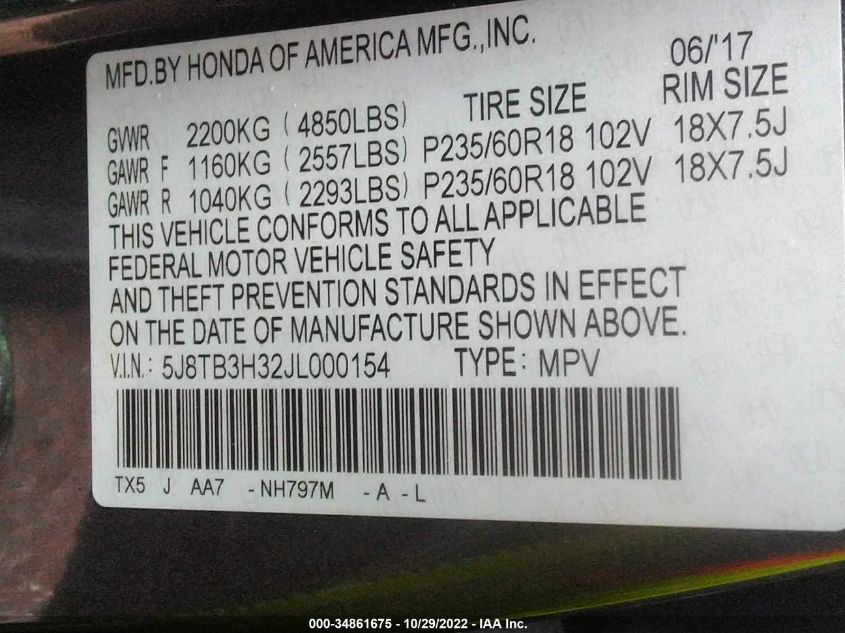 MFD.BY HONDA OF AMERICA MFG.,INC. 06/'17
TIRE SIZE RIM SIZE
GVWR 2200KG ( 4850LBS)
GAWR F 1160KG ( 2557LBS) P235/60R18 102V 18X7.5J
GAWR R 1040KG ( 2293LBS) P235/60R18 102V 18X7.5J
THIS VEHICLE CONFORMS TO ALL APPLICABLE
FEDERAL MOTOR VEHICLE SAFETY
AND THEFT PREVENTION STANDARDS IN EFFECT
ON THE DATE OF MANUFACTURE SHOWN ABOVE.
V.I.N.: 5J8TB3H32JL000154 TYPE: MPV
TX5 J AA7 -NH797M -A -L
000-34861675 - 10/29/2022 - IAA Inc.